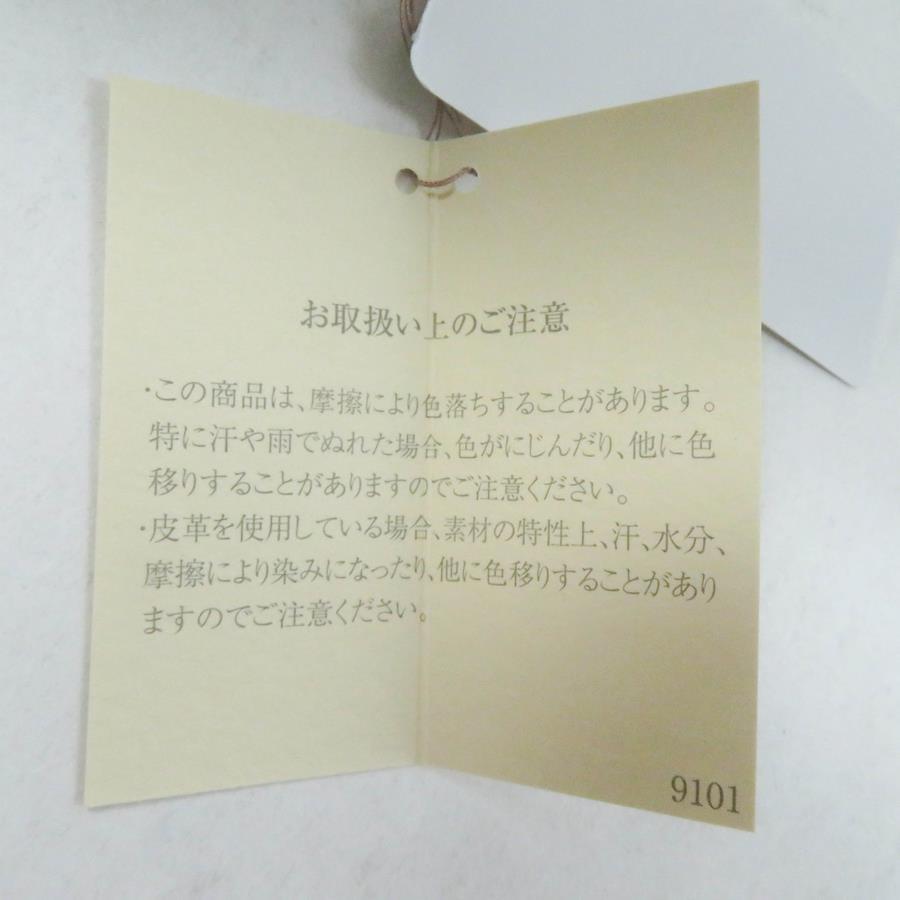 お取扱い上のご注意
・この商品は、摩擦により色落ちすることがあります。
特に汗や雨でぬれた場合、色がにじんだり、他に色
移りすることがありますのでご注意ください。
・皮革を使用している場合、素材の特性上、汗、水分、
摩擦により染みになったり、他に色移りすることがあり
ますのでご注意ください。
9101